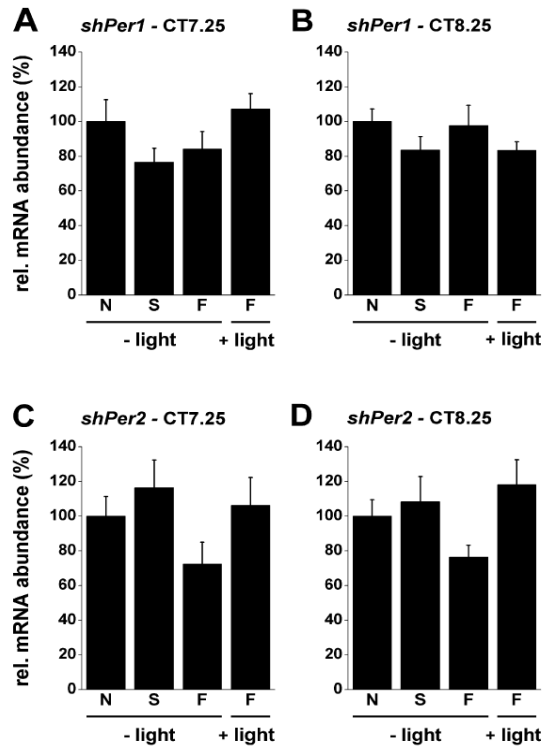 A shPer1 - CT7.25
rel. mRNA abundance (%)
140
120
100
80
60
40
20
0
N S F F
- light + light
B shPer1 - CT8.25
140
120
100
80
60
40
20
0
N S F F
- light + light
C shPer2 - CT7.25
rel. mRNA abundance (%)
140
120
100
80
60
40
20
0
N S F F
- light + light
D shPer2 - CT8.25
140
120
100
80
60
40
20
0
N S F F
- light + light